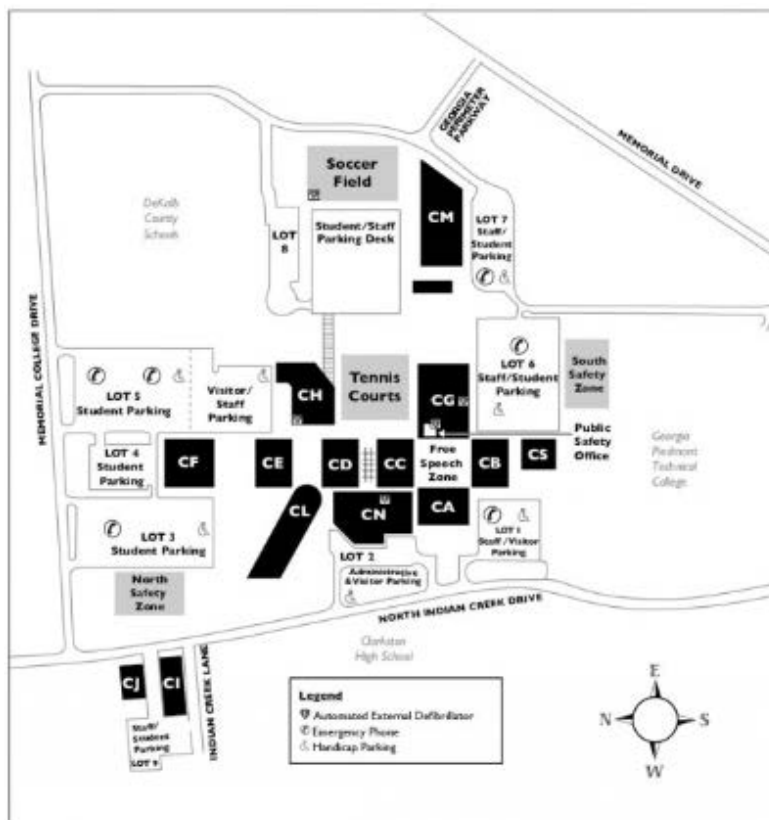 GEORGIA
PERIMETER
PARKWAY
MEMORIAL DRIVE
Soccer
Field
CM
LOT 7
Staff/
Student
Parking
DeKalb
County
Schools
LOT
8
Student/Staff
Parking Deck
MEMORIAL COLLEGE DRIVE
LOT 5
Student Parking
Visitor/
Staff
Parking
CH
Tennis
Courts
CG
LOT 6
Staff/Student
Parking
South
Safety
Zone
Public
Safety
Office
LOT 4
Student
Parking
CF
CE
CD
CC
Free
Speech
Zone
CB
CS
Georgia
Piedmont
Technical
College
LOT 3
Student Parking
CL
CN
CA
LOT 1
Staff/Visitor
Parking
LOT 2
Administrative
& Visitor Parking
North
Safety
Zone
NORTH INDIAN CREEK DRIVE
Clarkston
High School
CJ
CI
INDIAN CREEK LANE
Staff/
Student
Parking
LOT 9
Legend
Automated External Defibrillator
Emergency Phone
Handicap Parking
E
N
S
W